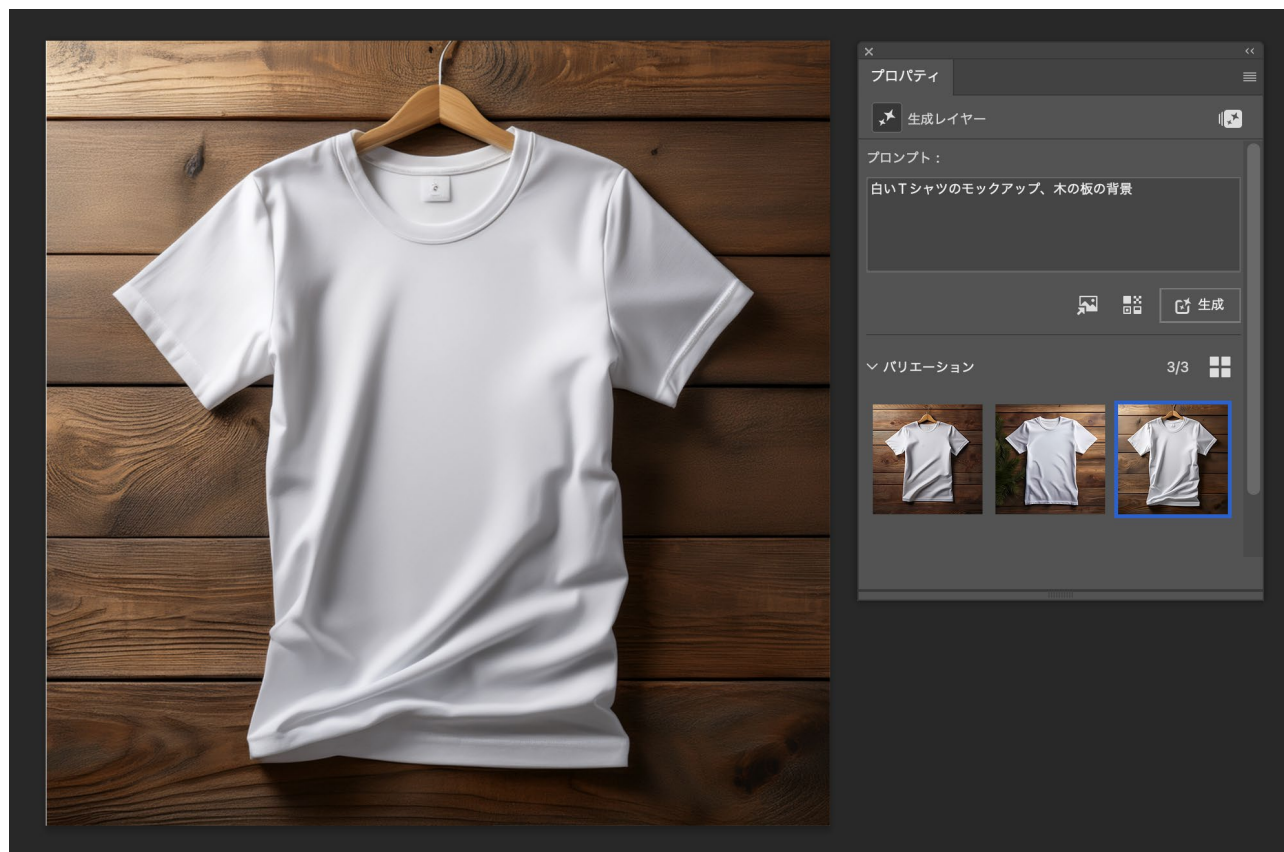 プロパティ
生成レイヤー
プロンプト：
白いTシャツのモックアップ、木の板の背景
生成
バリエーション
3/3